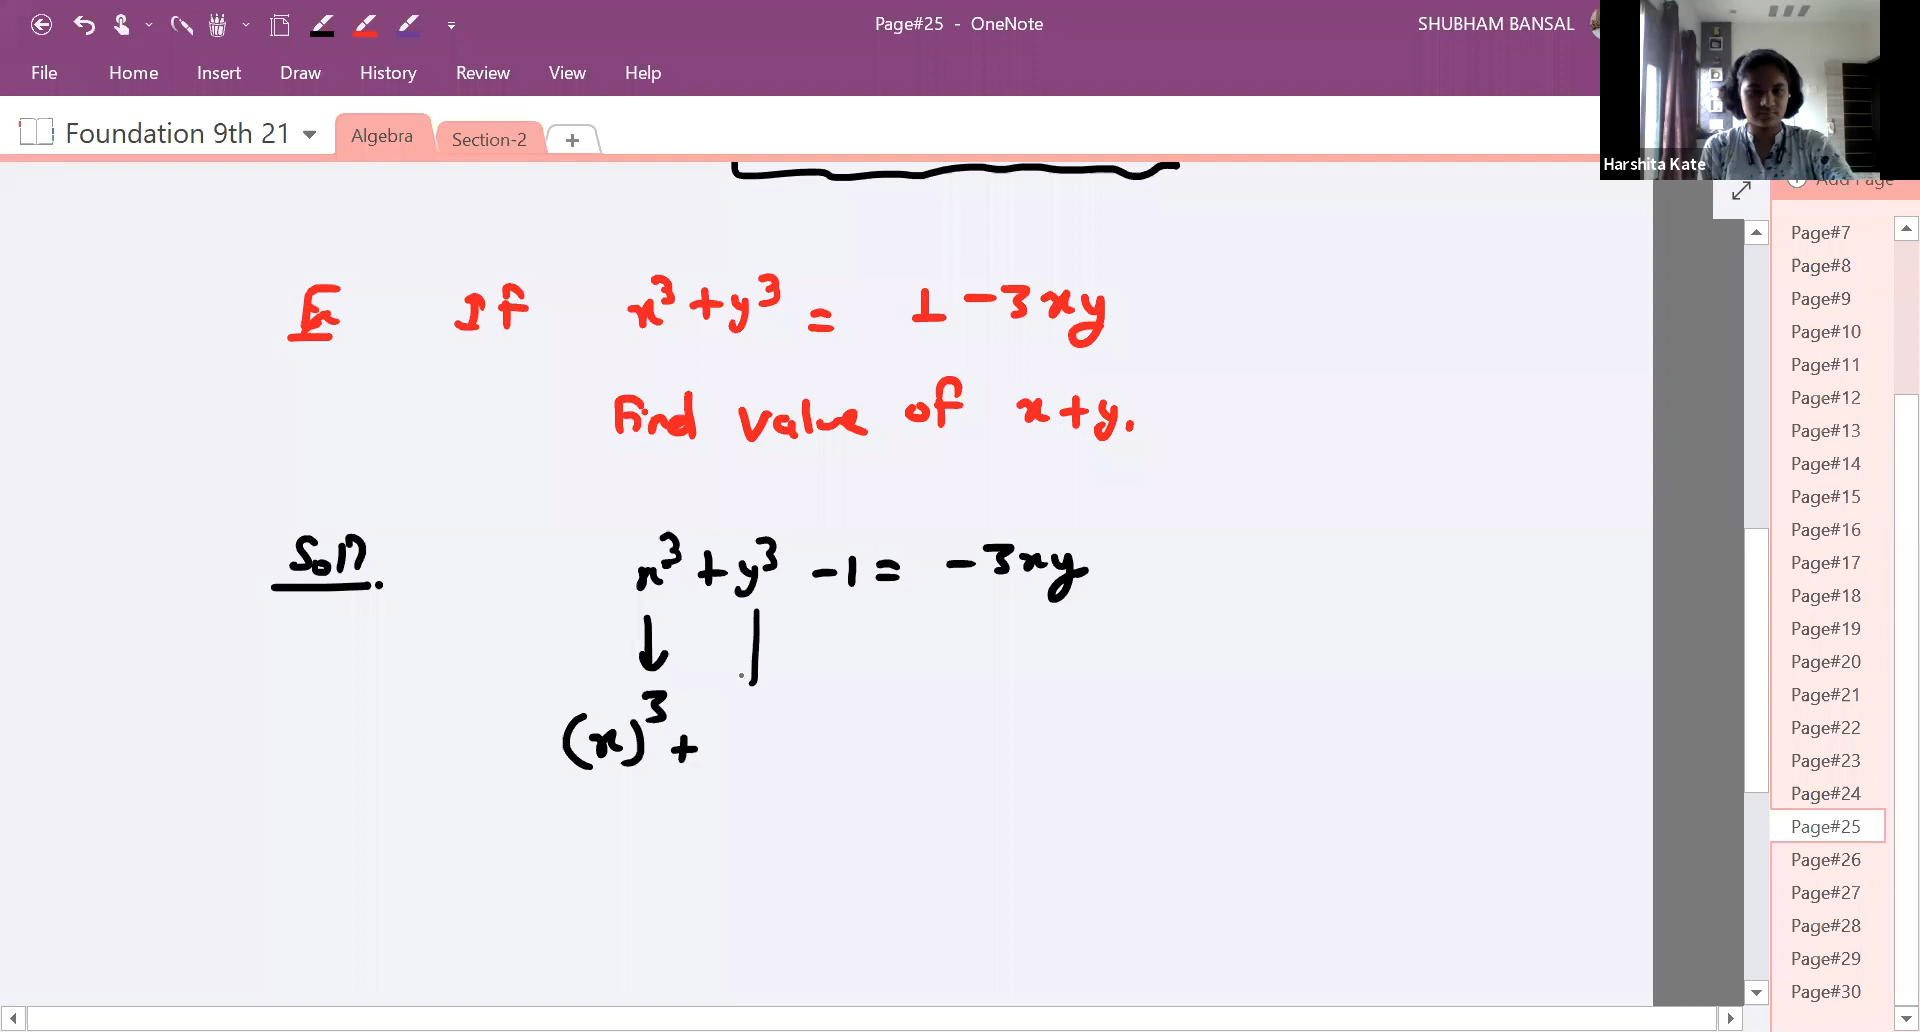 Page#25 - OneNote
SHUBHAM BANSAL
File Home Insert Draw History Review View Help
Harshita Kate
Foundation 9th 21
Algebra
Section-2
Add Page
Page#7
Page#8
Page#9
Page#10
Page#11
Page#12
Page#13
Page#14
Page#15
Page#16
Page#17
Page#18
Page#19
Page#20
Page#21
Page#22
Page#23
Page#24
Page#25
Page#26
Page#27
Page#28
Page#29
Page#30
Ex If x³+y³ = 1-3xy
Find value of x+y.
Soln.
x³+y³-1 = -3xy
(x)³+